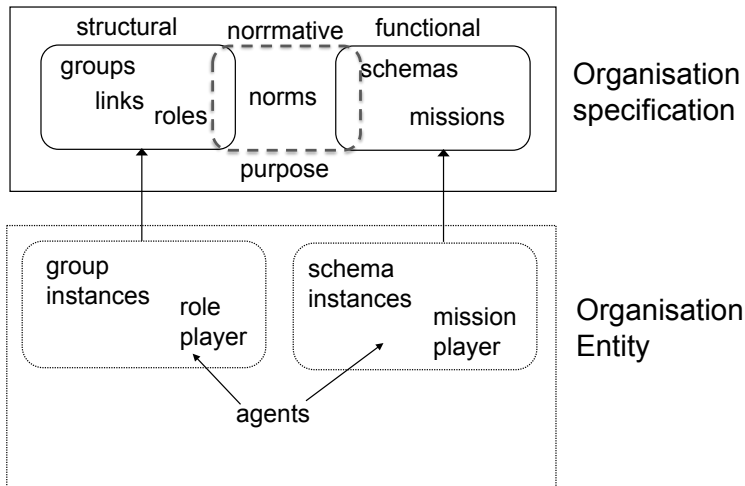 structural norrmative functional
groups
links
roles
norms
schemas
missions
purpose
Organisation
specification
group
instances
role
player
schema
instances
mission
player
agents
Organisation
Entity